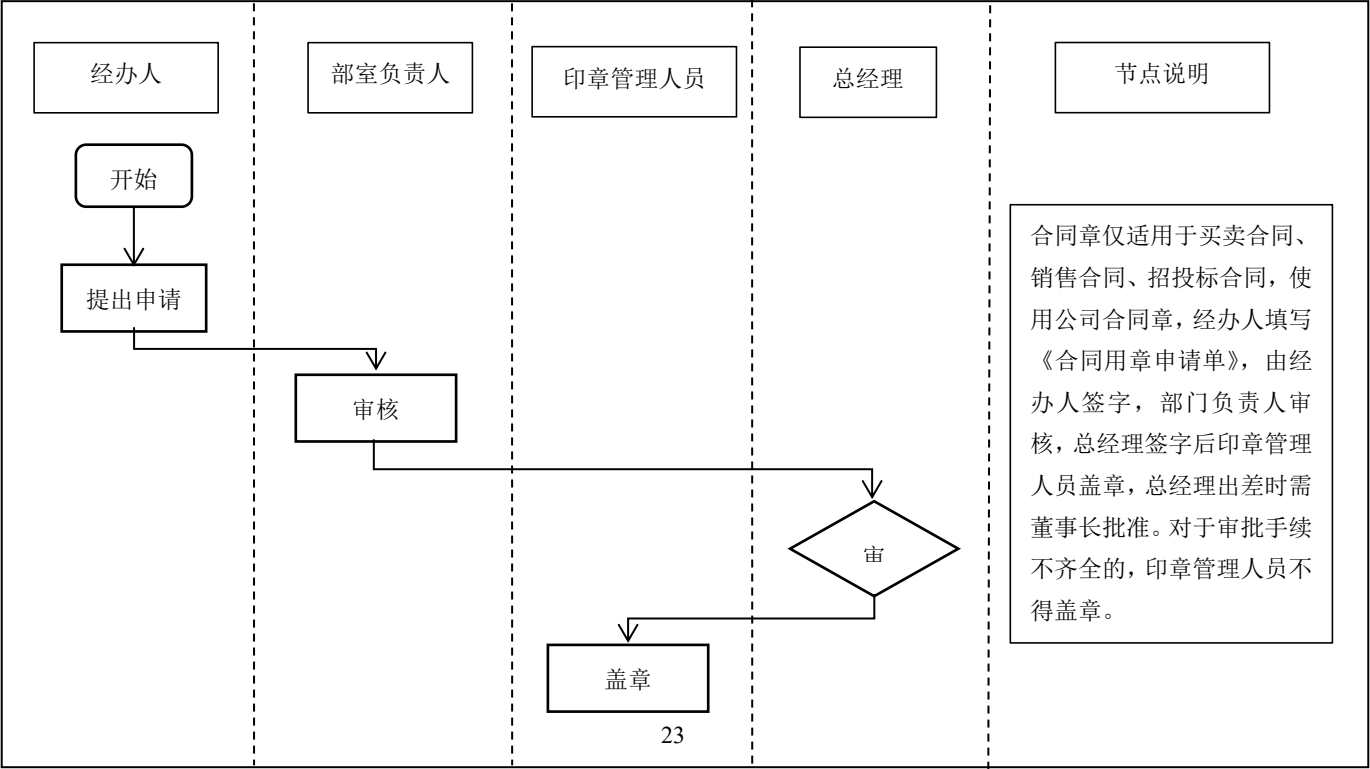 经办人
部室负责人
印章管理人员
总经理
节点说明
开始
提出申请
审核
审
盖章
合同章仅适用于买卖合同、
销售合同、招投标合同，使
用公司合同章，经办人填写
《合同用章申请单》，由经
办人签字，部门负责人审
核，总经理签字后印章管理
人员盖章，总经理出差时需
董事长批准。对于审批手续
不齐全的，印章管理人员不
得盖章。
23